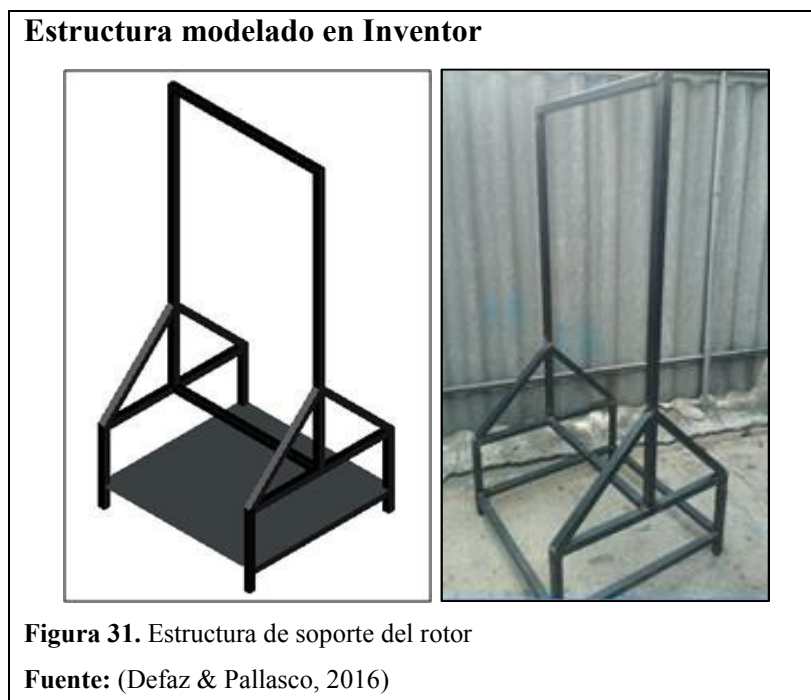 Estructura modelado en Inventor
Figura 31. Estructura de soporte del rotor
Fuente: (Defaz & Pallasco, 2016)